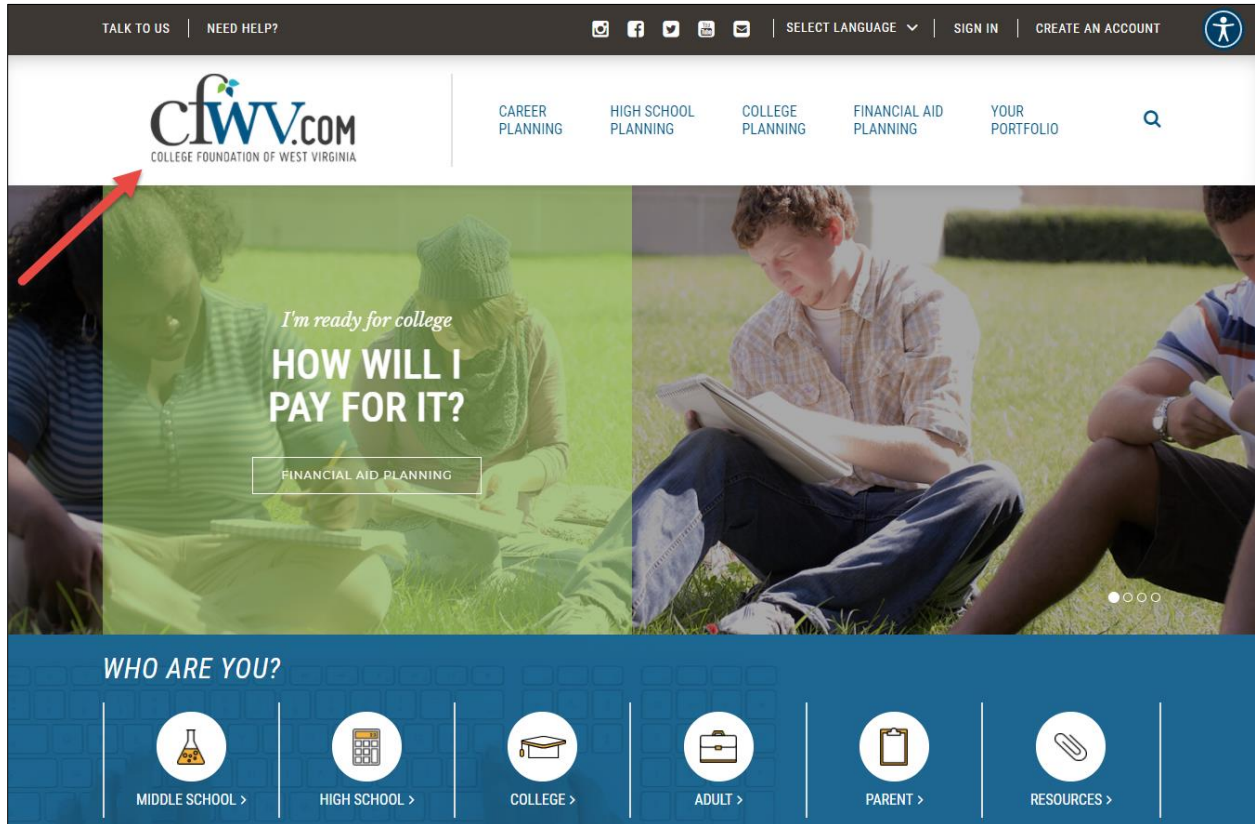 TALK TO US NEED HELP? SELECT LANGUAGE SIGN IN CREATE AN ACCOUNT
cfwv.com
COLLEGE FOUNDATION OF WEST VIRGINIA
CAREER
PLANNING
HIGH SCHOOL
PLANNING
COLLEGE
PLANNING
FINANCIAL AID
PLANNING
YOUR
PORTFOLIO
I'm ready for college
HOW WILL I
PAY FOR IT?
FINANCIAL AID PLANNING
WHO ARE YOU?
MIDDLE SCHOOL > HIGH SCHOOL > COLLEGE > ADULT > PARENT > RESOURCES >